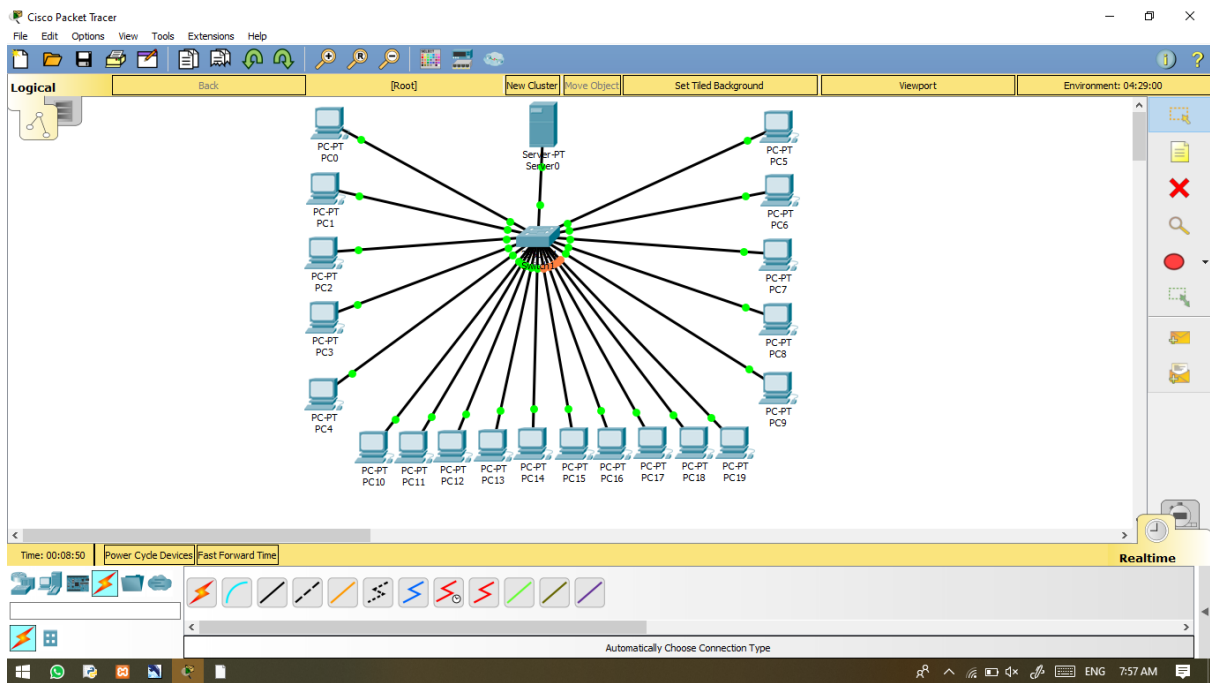 Cisco Packet Tracer
File Edit Options View Tools Extensions Help
Logical Back [Root] New Cluster Move Object Set Tiled Background Viewport Environment: 04:29:00
PC-PT
PC0
Server-PT
Server0
PC-PT
PC5
PC-PT
PC1
PC-PT
PC6
PC-PT
PC2
PC-PT
PC7
Switch1
PC-PT
PC3
PC-PT
PC8
PC-PT
PC4
PC-PT
PC9
PC-PT PC-PT PC-PT PC-PT PC-PT PC-PT PC-PT PC-PT PC-PT PC-PT
PC10 PC11 PC12 PC13 PC14 PC15 PC16 PC17 PC18 PC19
Time: 00:08:50 Power Cycle Devices Fast Forward Time Realtime
Automatically Choose Connection Type
ENG 7:57 AM